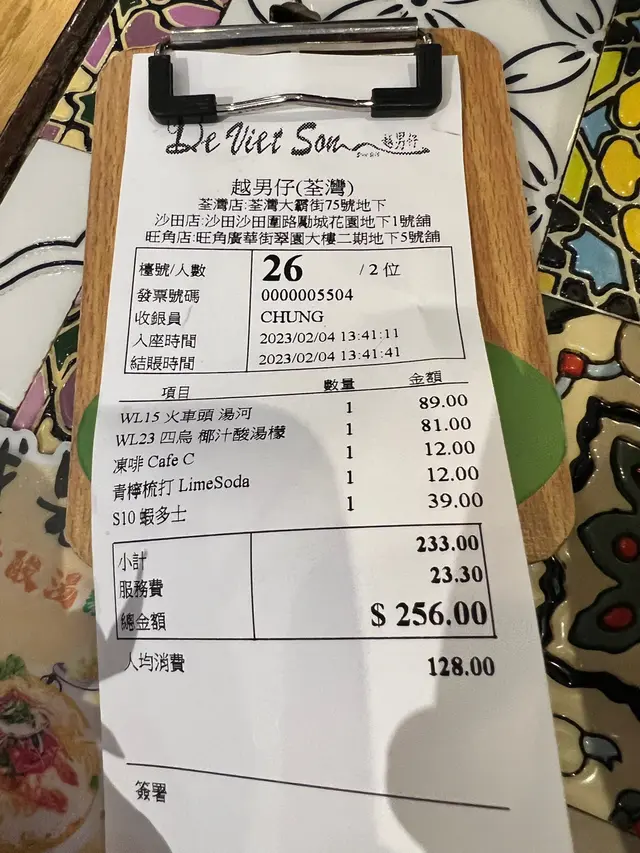 De Viet Son 越男仔
越男仔(荃灣)
荃灣店:荃灣大霸街75號地下
沙田店:沙田沙田圍路勵城花園地下1號舖
旺角店:旺角廣華街翠園大樓二期地下5號舖
檯號/人數 26 / 2 位
發票號碼 0000005504
收銀員 CHUNG
入座時間 2023/02/04 13:41:11
結賬時間 2023/02/04 13:41:41
項目 數量 金額
WL15 火車頭 湯河 1 89.00
WL23 四烏 椰汁酸湯檬 1 81.00
凍啡 Cafe C 1 12.00
青檸梳打 LimeSoda 1 12.00
S10 蝦多士 1 39.00
小計 233.00
服務費 23.30
總金額 $ 256.00
人均消費 128.00
簽署